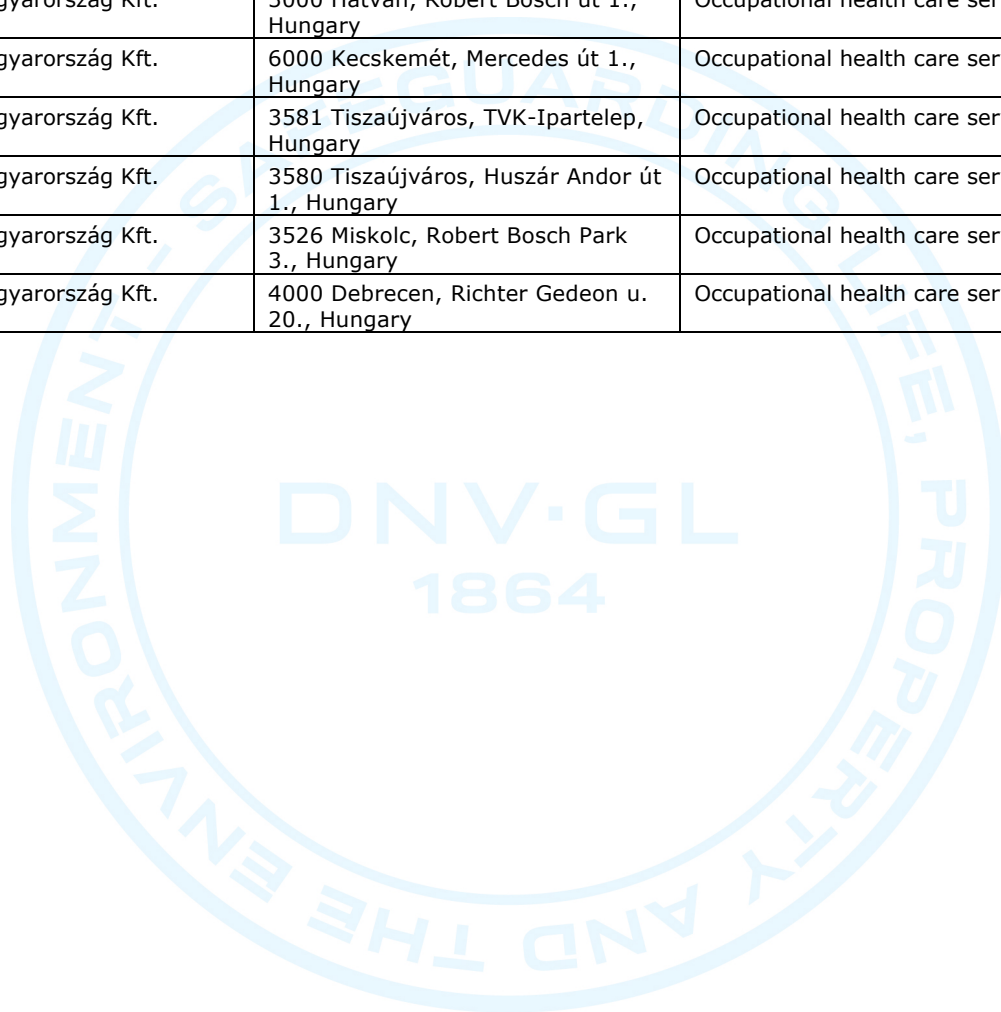 gyarország Kft. 3000 Hatvan, Robert Bosch út 1., Occupational health care ser
Hungary
gyarország Kft. 6000 Kecskemét, Mercedes út 1., Occupational health care ser
Hungary
gyarország Kft. 3581 Tiszaújváros, TVK-Ipartelep, Occupational health care ser
Hungary
gyarország Kft. 3580 Tiszaújváros, Huszár Andor út Occupational health care ser
1., Hungary
gyarország Kft. 3526 Miskolc, Robert Bosch Park Occupational health care ser
3., Hungary
gyarország Kft. 4000 Debrecen, Richter Gedeon u. Occupational health care ser
20., Hungary
SAFEGUARDING LIFE, PROPERTY AND THE ENVIRONMENT –
DNV·GL
1864